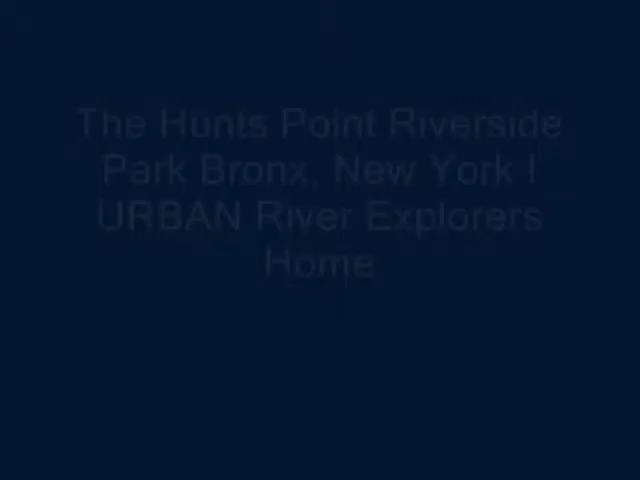 The Hunts Point Riverside
Park Bronx, New York !
URBAN River Explorers
Home